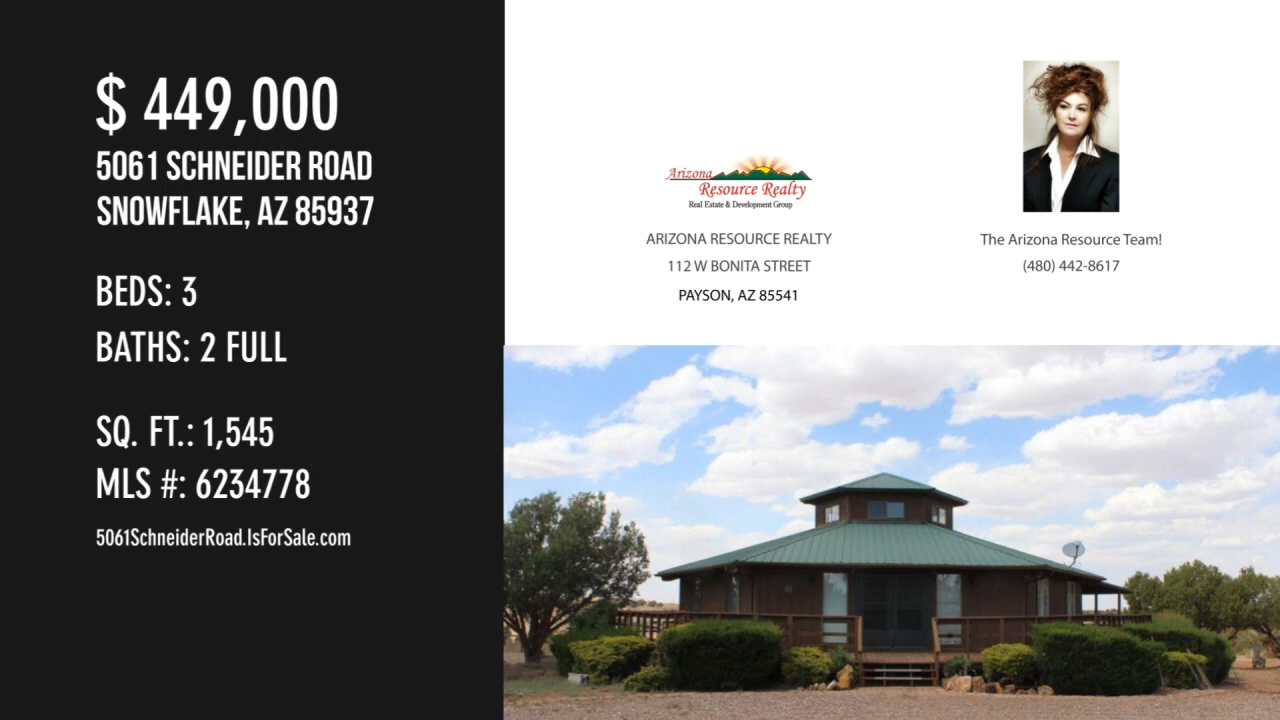 $ 449,000
5061 SCHNEIDER ROAD
SNOWFLAKE, AZ 85937
BEDS: 3
BATHS: 2 FULL
SQ. FT.: 1,545
MLS #: 6234778
5061SchneiderRoad.IsForSale.com
Arizona
Resource Realty
Real Estate & Development Group
ARIZONA RESOURCE REALTY
112 W BONITA STREET
PAYSON, AZ 85541
The Arizona Resource Team!
(480) 442-8617